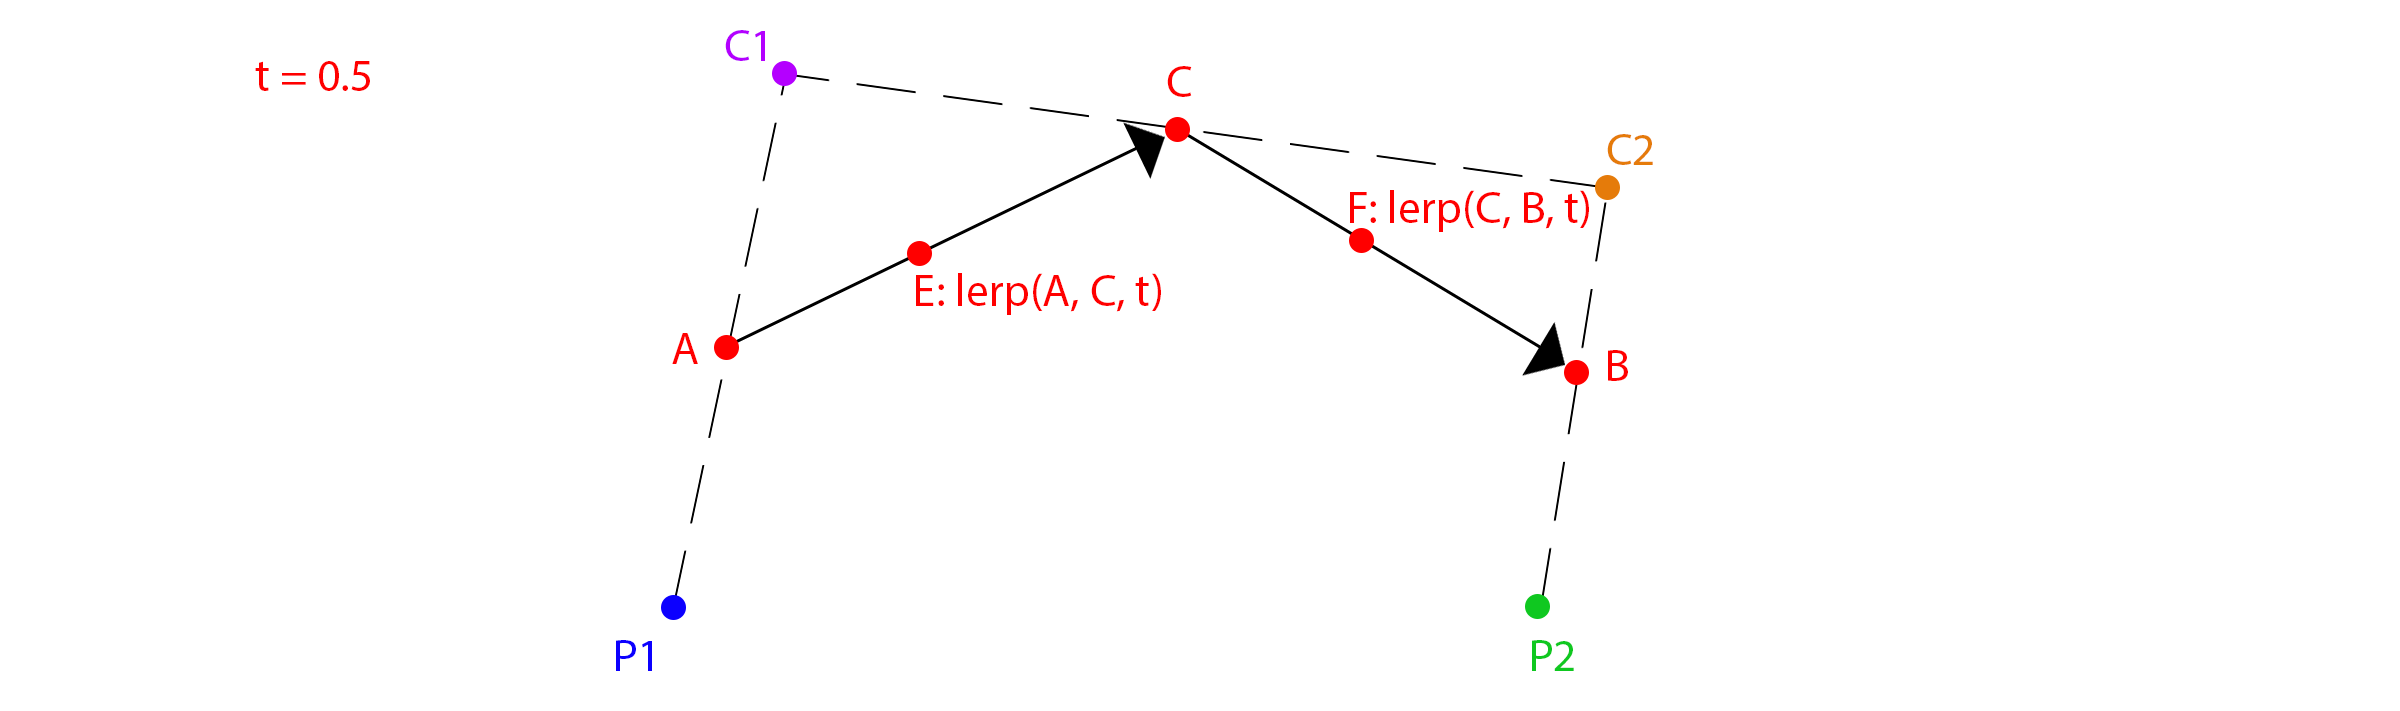 C1
t = 0.5
C
C2
F: lerp(C, B, t)
E: lerp(A, C, t)
A
B
P1
P2